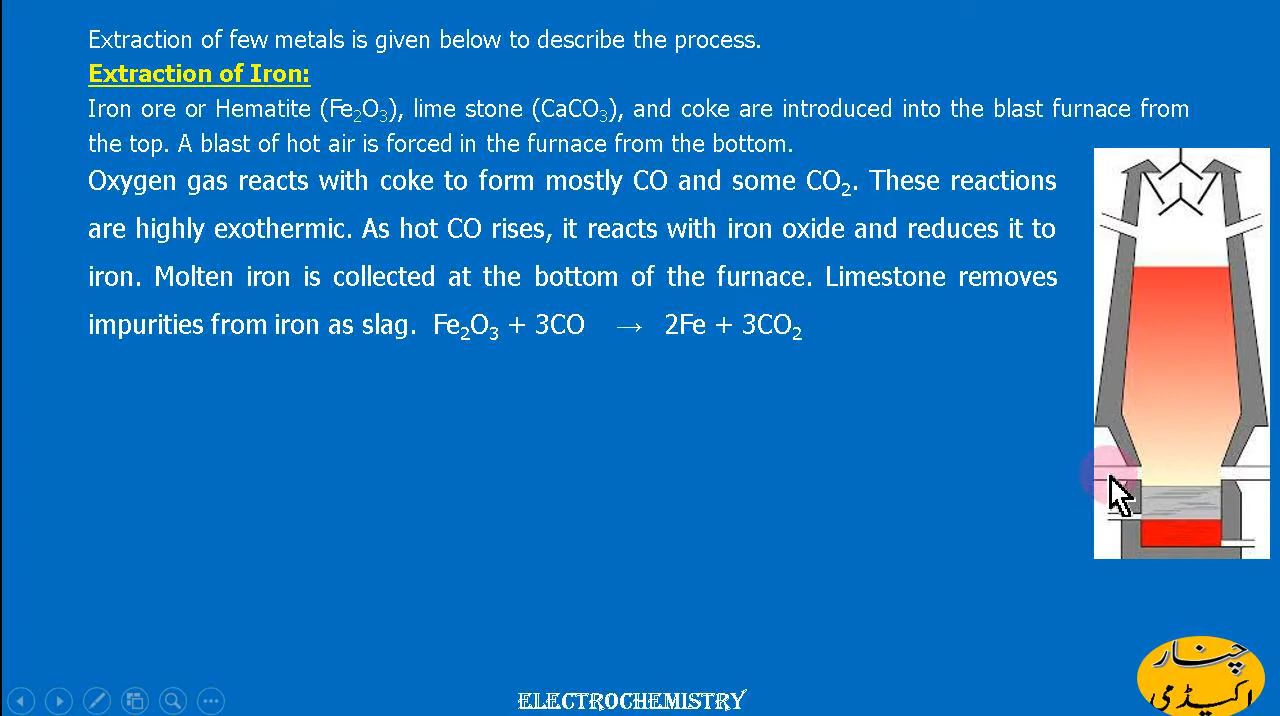 Extraction of few metals is given below to describe the process.
Extraction of Iron:
Iron ore or Hematite (Fe₂O₃), lime stone (CaCO₃), and coke are introduced into the blast furnace from
the top. A blast of hot air is forced in the furnace from the bottom.
Oxygen gas reacts with coke to form mostly CO and some CO₂. These reactions
are highly exothermic. As hot CO rises, it reacts with iron oxide and reduces it to
iron. Molten iron is collected at the bottom of the furnace. Limestone removes
impurities from iron as slag. Fe₂O₃ + 3CO → 2Fe + 3CO₂
ELECTROCHEMISTRY
چنار
اکیڈمی